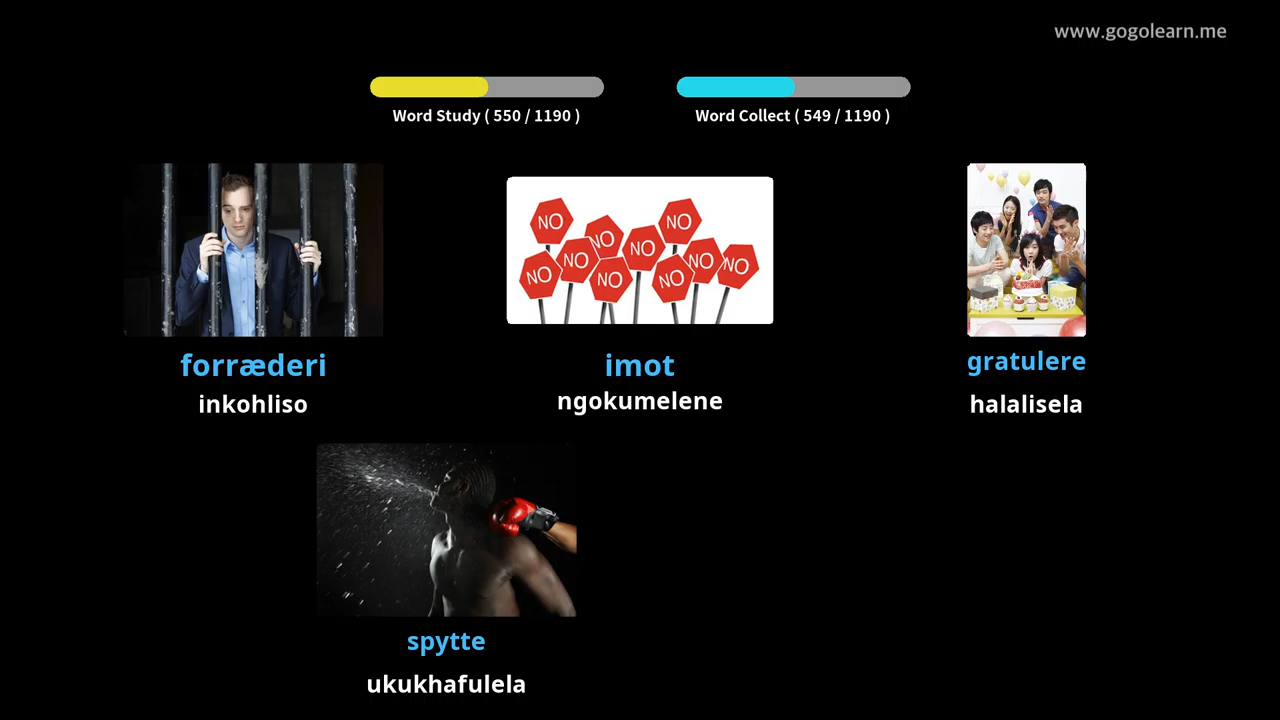 www.gogolearn.me
Word Study ( 550 / 1190 )
Word Collect ( 549 / 1190 )
NO
NO
NO
NO
NO
NO
NO
NO
NO
NO
forræderi
imot
gratulere
inkohliso
ngokumelene
halalisela
spytte
ukukhafulela